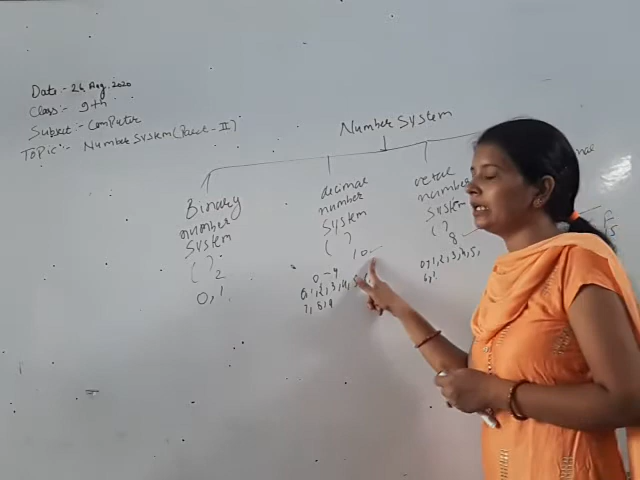 Date :- 24 Aug. 2020
Class :- 9th
Subject :- Computer
Topic :- Number System (Part - II)
Number System
Binary
number
System
( )2
0, 1.
decimal
number
System
( )
10
0 - 9
0, 1, 2, 3, 4, 5, 6,
7, 8, 9
octal
number
System
( )
8
0, 1, 2, 3, 4, 5,
6, 7